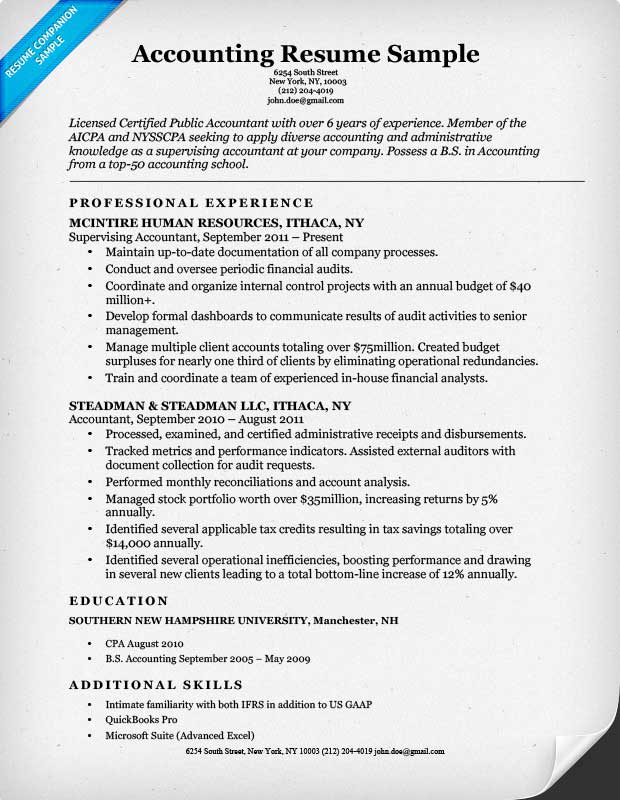 RESUME COMPANION
SAMPLE
Accounting Resume Sample
6254 South Street
New York, NY, 10003
(212) 204-4019
john.doe@gmail.com
Licensed Certified Public Accountant with over 6 years of experience. Member of the
AICPA and NYSSCPA seeking to apply diverse accounting and administrative
knowledge as a supervising accountant at your company. Possess a B.S. in Accounting
from a top-50 accounting school.
PROFESSIONAL EXPERIENCE
MCINTIRE HUMAN RESOURCES, ITHACA, NY
Supervising Accountant, September 2011 – Present
• Maintain up-to-date documentation of all company processes.
• Conduct and oversee periodic financial audits.
• Coordinate and organize internal control projects with an annual budget of $40
million+.
• Develop formal dashboards to communicate results of audit activities to senior
management.
• Manage multiple client accounts totaling over $75million. Created budget
surpluses for nearly one third of clients by eliminating operational redundancies.
• Train and coordinate a team of experienced in-house financial analysts.
STEADMAN & STEADMAN LLC, ITHACA, NY
Accountant, September 2010 – August 2011
• Processed, examined, and certified administrative receipts and disbursements.
• Tracked metrics and performance indicators. Assisted external auditors with
document collection for audit requests.
• Performed monthly reconciliations and account analysis.
• Managed stock portfolio worth over $35million, increasing returns by 5%
annually.
• Identified several applicable tax credits resulting in tax savings totaling over
$14,000 annually.
• Identified several operational inefficiencies, boosting performance and drawing
in several new clients leading to a total bottom-line increase of 12% annually.
EDUCATION
SOUTHERN NEW HAMPSHIRE UNIVERSITY, Manchester, NH
• CPA August 2010
• B.S. Accounting September 2005 – May 2009
ADDITIONAL SKILLS
• Intimate familiarity with both IFRS in addition to US GAAP
• QuickBooks Pro
• Microsoft Suite (Advanced Excel)
6254 South Street, New York, NY 10003 (212) 204-4019 john.doe@gmail.com